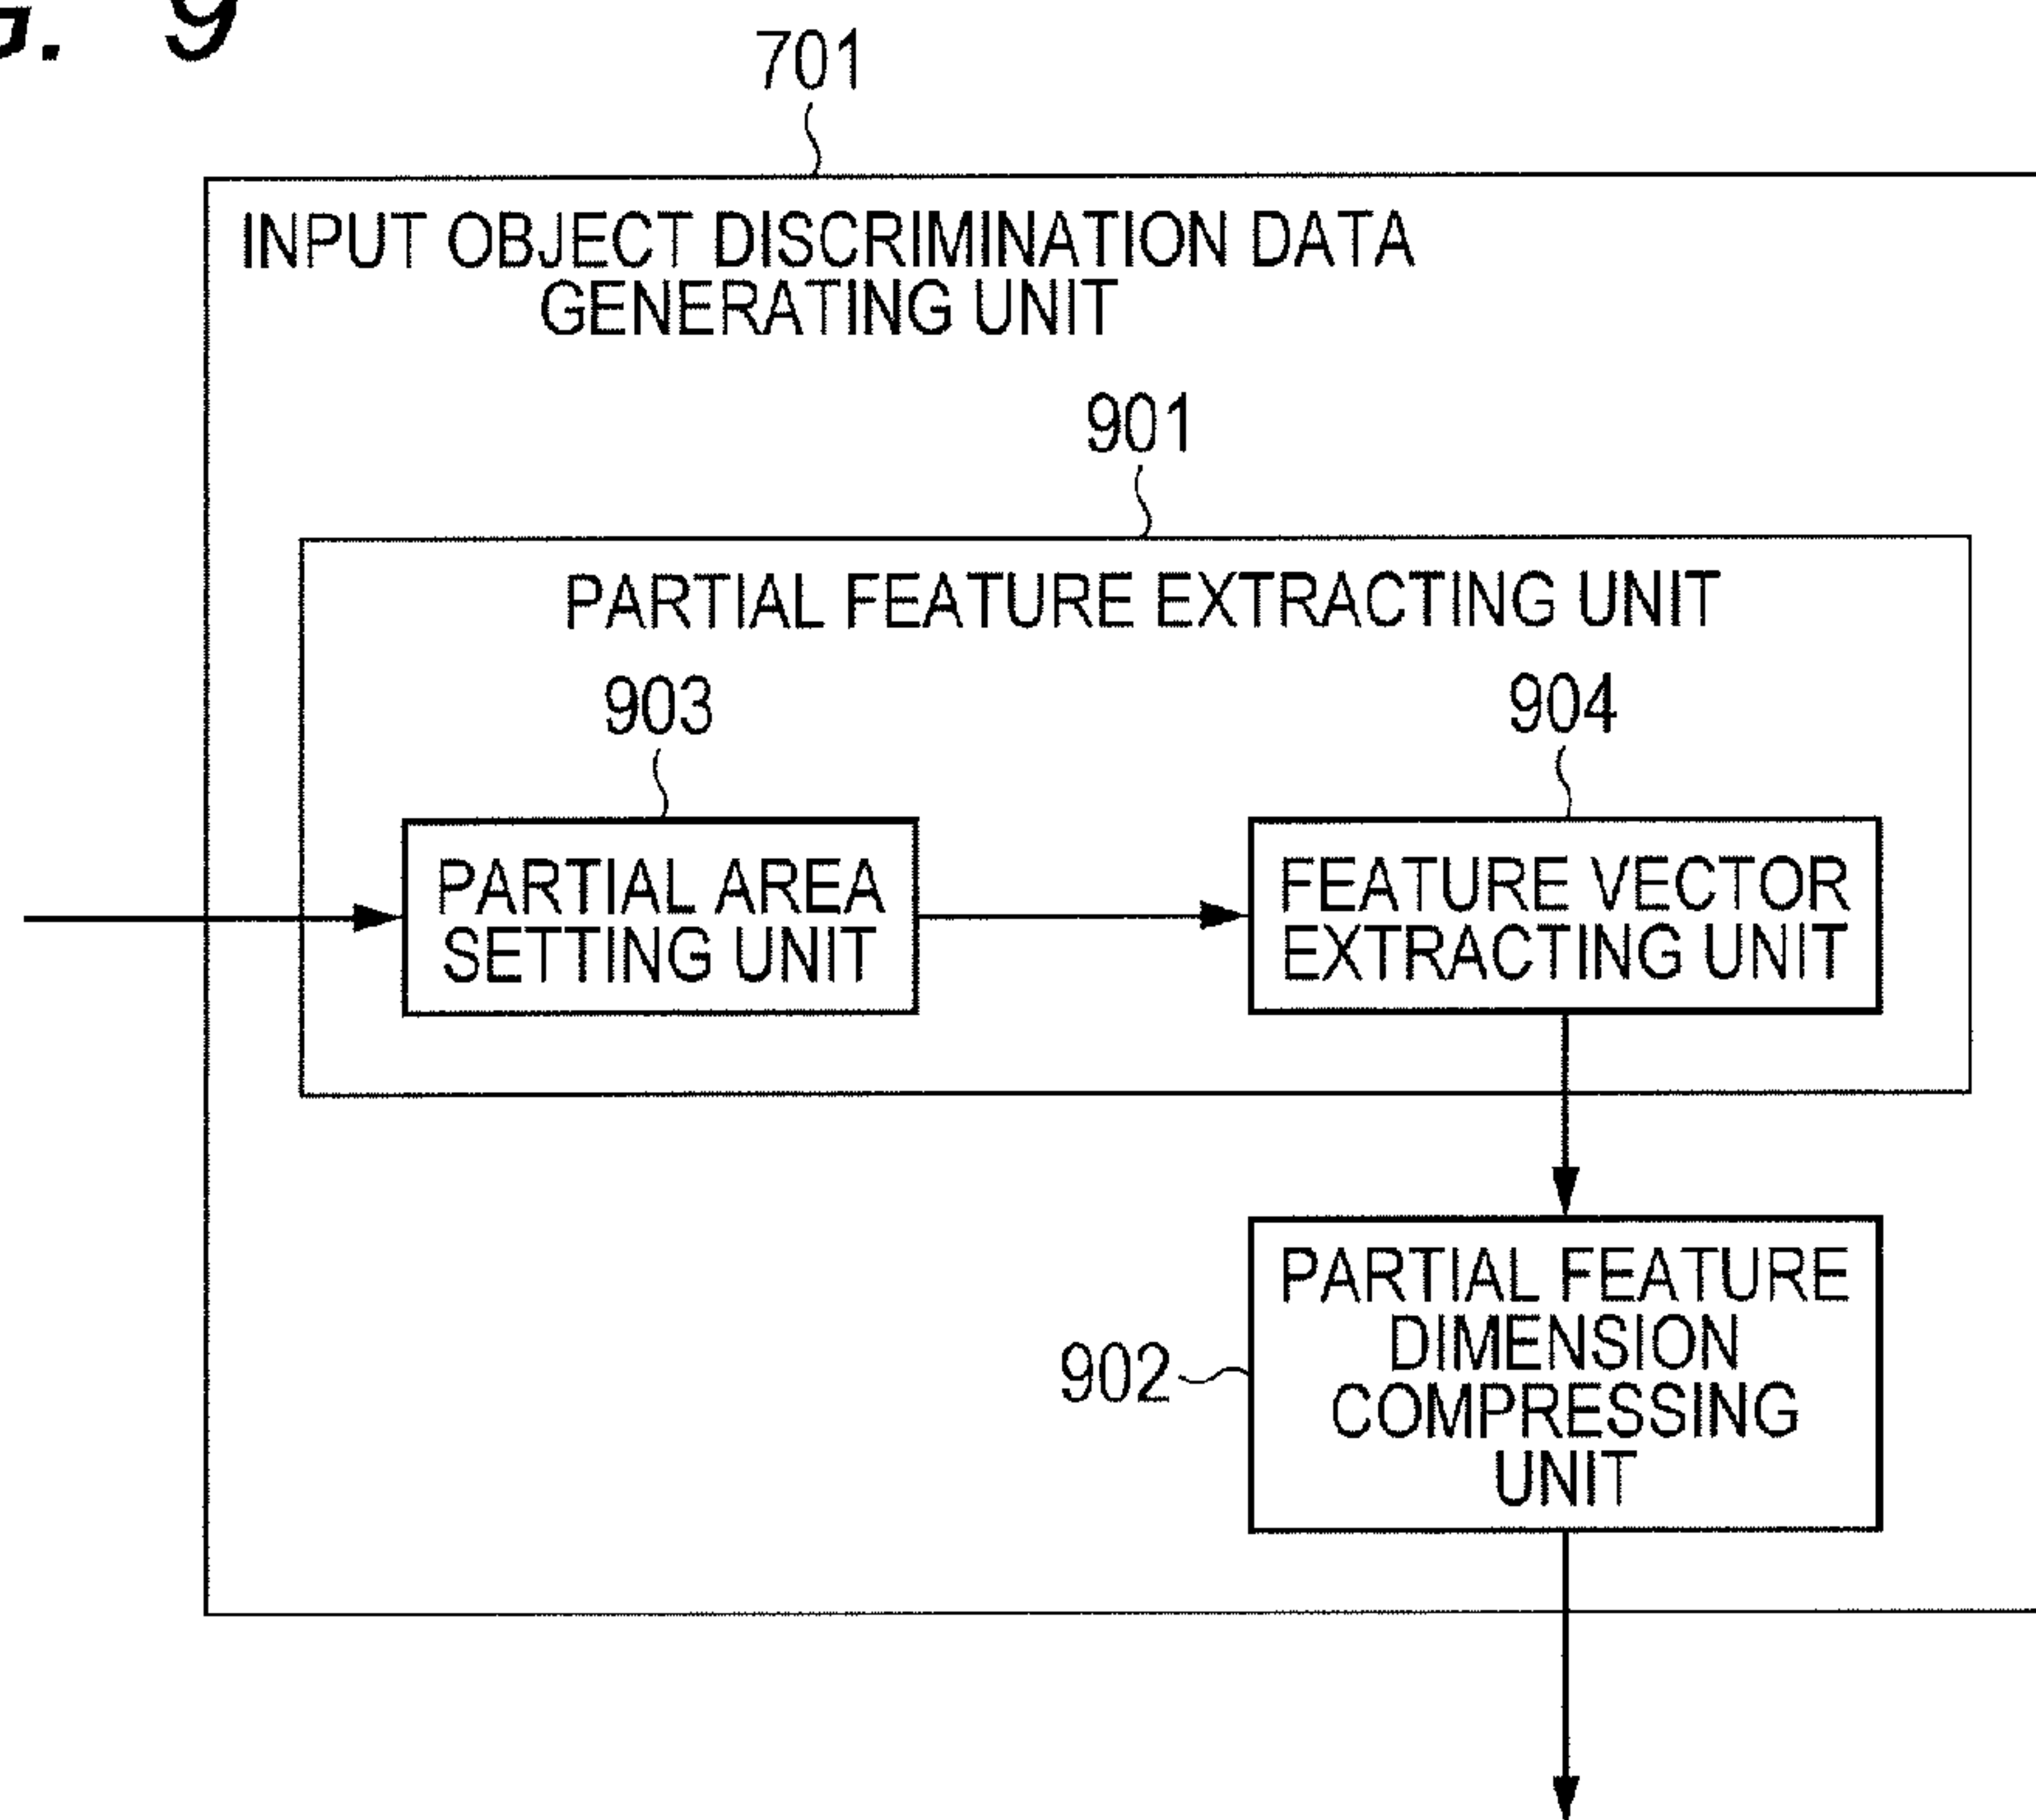 G. 9
701
INPUT OBJECT DISCRIMINATION DATA
GENERATING UNIT
901
PARTIAL FEATURE EXTRACTING UNIT
903
904
PARTIAL AREA
SETTING UNIT
FEATURE VECTOR
EXTRACTING UNIT
902
PARTIAL FEATURE
DIMENSION
COMPRESSING
UNIT